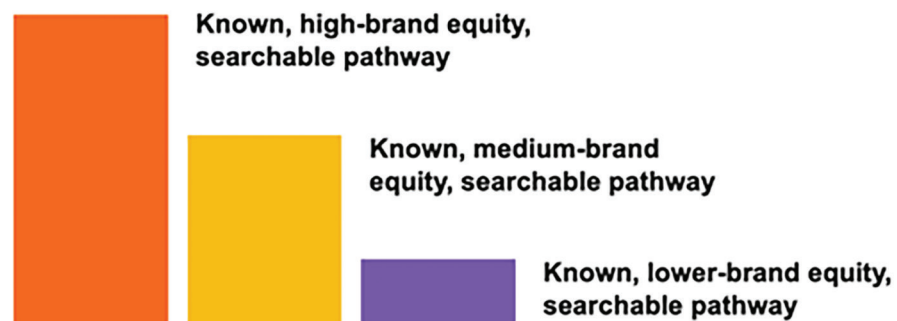 Known, high-brand equity,
searchable pathway
Known, medium-brand
equity, searchable pathway
Known, lower-brand equity,
searchable pathway